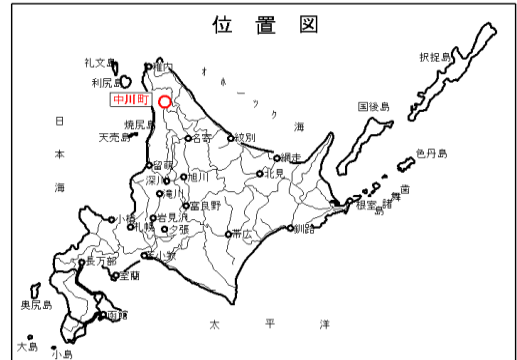 位置図
礼文島
稚内
利尻島
オホーツク海
択捉島
中川町
国後島
焼尻島
天売島
名寄
紋別
日本海
色丹島
網走
留萌
旭川
北見
深川
滝川
歯舞諸島
富良野
根室
小樽
岩見沢
札幌
夕張
帯広
釧路
苫小牧
長万部
室蘭
奥尻島
函館
太平洋
大島
小島